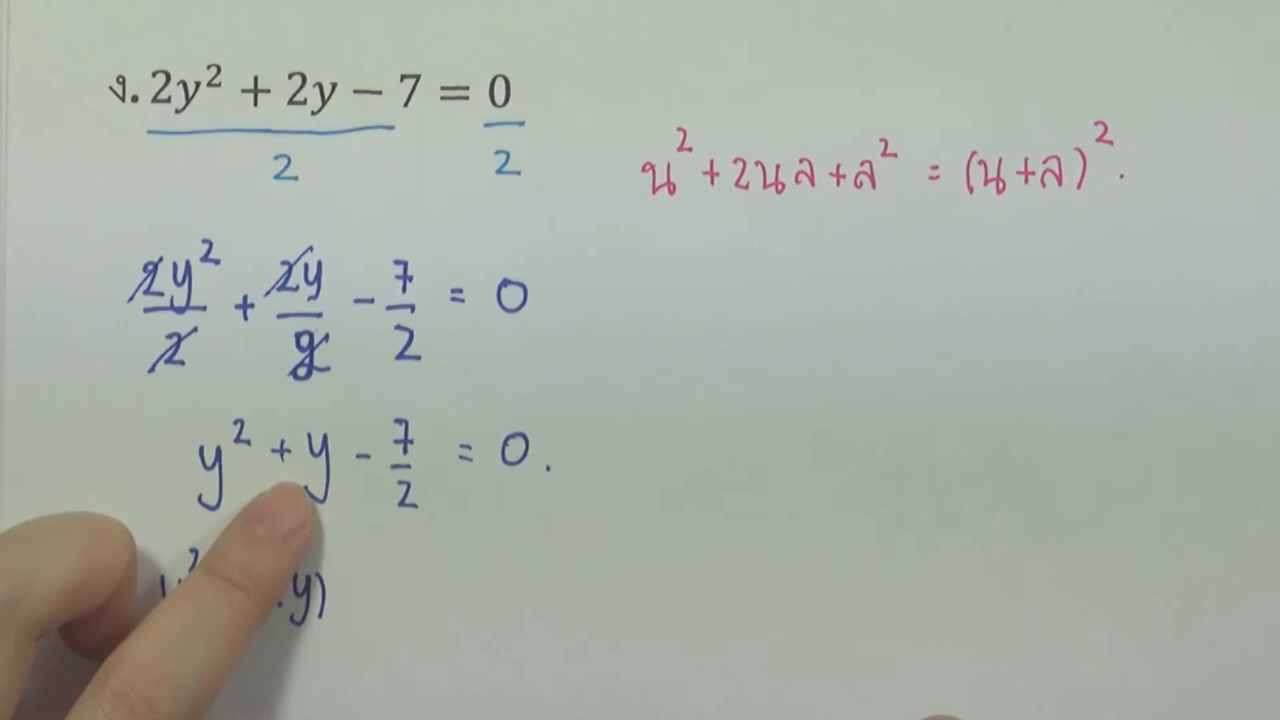 ง. 2y² + 2y − 7 = 0
2 2
น² + 2นล + ล² = (น + ล)².
2y²/2 + 2y/2 - 7/2 = 0
y² + y - 7/2 = 0.
y)